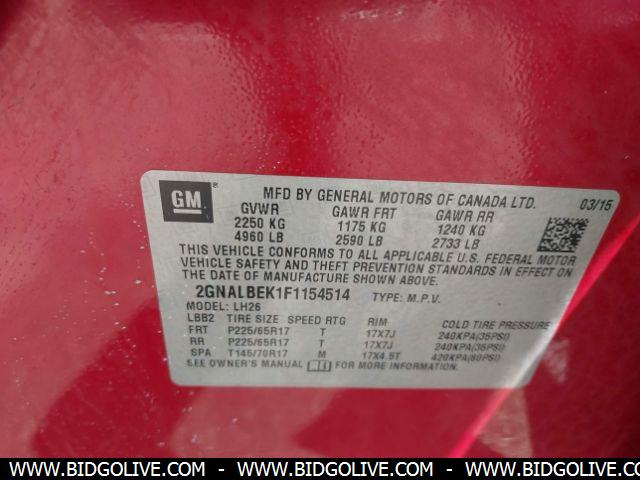 GM
MFD BY GENERAL MOTORS OF CANADA LTD. 03/15
GVWR GAWR FRT GAWR RR
2250 KG 1175 KG 1240 KG
4960 LB 2590 LB 2733 LB
THIS VEHICLE CONFORMS TO ALL APPLICABLE U.S. FEDERAL MOTOR
VEHICLE SAFETY AND THEFT PREVENTION STANDARDS IN EFFECT ON
THE DATE OF MANUFACTURE SHOWN ABOVE.
2GNALBEK1F1154514 TYPE: M.P.V.
MODEL: LH26
LBB2 TIRE SIZE SPEED RTG RIM COLD TIRE PRESSURE
FRT P225/65R17 T 17X7J 240KPA(35PSI)
RR P225/65R17 T 17X7J 240KPA(35PSI)
SPA T145/70R17 M 17X4.5T 420KPA(60PSI)
SEE OWNER'S MANUAL FOR MORE INFORMATION.
WWW.BIDGOLIVE.COM - WWW.BIDGOLIVE.COM - WWW.BIDGOLIVE.COM